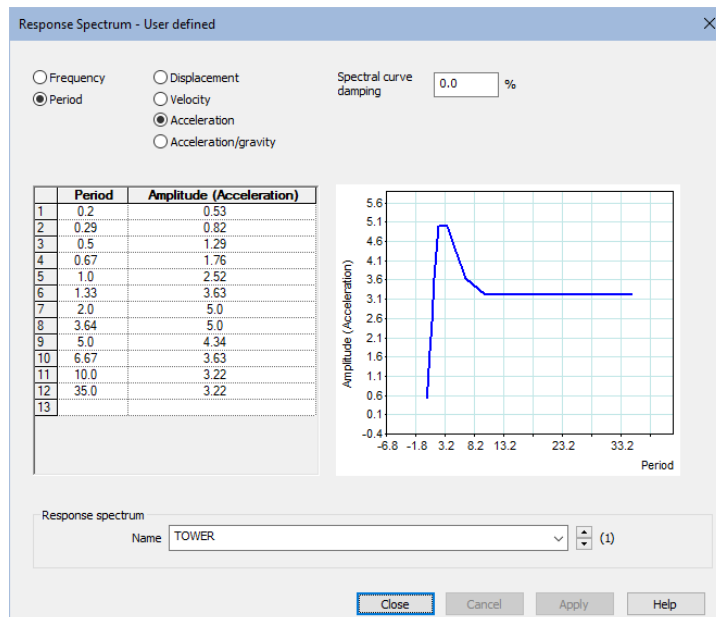 Response Spectrum - User defined
Frequency
Period
Displacement
Velocity
Acceleration
Acceleration/gravity
Spectral curve
damping
0.0 %
Period Amplitude (Acceleration)
1 0.2 0.53
2 0.29 0.82
3 0.5 1.29
4 0.67 1.76
5 1.0 2.52
6 1.33 3.63
7 2.0 5.0
8 3.64 5.0
9 5.0 4.34
10 6.67 3.63
11 10.0 3.22
12 35.0 3.22
13
Amplitude (Acceleration)
5.6
5.1
4.6
4.1
3.6
3.1
2.6
2.1
1.6
1.1
0.6
0.1
-0.4
-6.8 -1.8 3.2 8.2 13.2 23.2 33.2
Period
Response spectrum
Name TOWER (1)
Close Cancel Apply Help